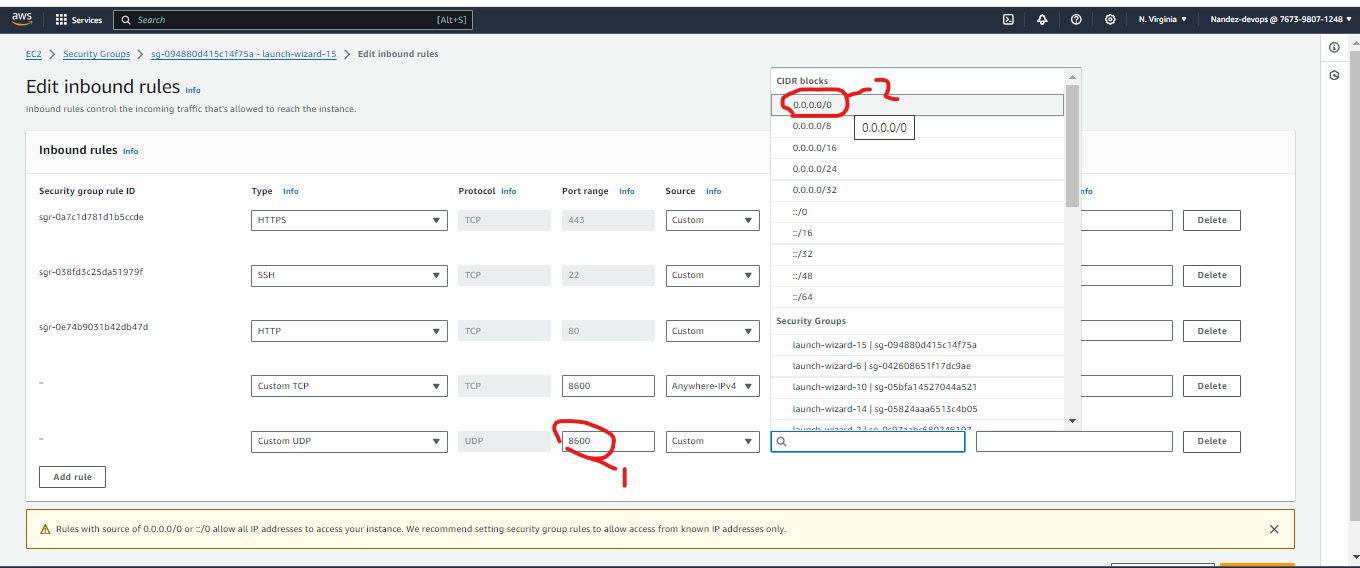 aws Services Search [Alt+S] N. Virginia Nandez-devops @ 7673-9807-1248
EC2 Security Groups sg-094880d415c14f75a - launch-wizard-15 Edit inbound rules
Edit inbound rules Info
Inbound rules control the incoming traffic that's allowed to reach the instance.
CIDR blocks
0.0.0.0/0 2
0.0.0.0/8 0.0.0.0/0
0.0.0.0/16
0.0.0.0/24
0.0.0.0/32
::/0
::/16
::/32
::/48
::/64
Security Groups
launch-wizard-15 | sg-094880d415c14f75a
launch-wizard-6 | sg-042608651f17dc9ae
launch-wizard-10 | sg-05bfa14527044a521
launch-wizard-14 | sg-05824aaa6513c4b05
Inbound rules Info
Security group rule ID Type Info Protocol Info Port range Info Source Info nfo
sgr-0a7c1d781d1b5ccde HTTPS TCP 443 Custom Delete
sgr-038fd3c25da51979f SSH TCP 22 Custom Delete
sgr-0e74b9031b42db47d HTTP TCP 80 Custom Delete
– Custom TCP TCP 8600 Anywhere-IPv4 Delete
– Custom UDP UDP 8600 Custom Delete
1
Add rule
Rules with source of 0.0.0.0/0 or ::/0 allow all IP addresses to access your instance. We recommend setting security group rules to allow access from known IP addresses only.